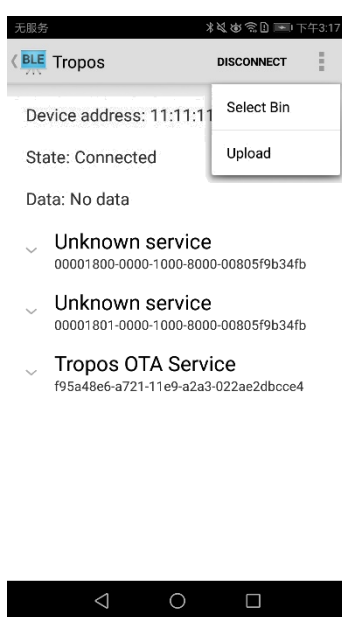 无服务 下午3:17
BLE Tropos DISCONNECT
Device address: 11:11:11
Select Bin
State: Connected
Upload
Data: No data
Unknown service
00001800-0000-1000-8000-00805f9b34fb
Unknown service
00001801-0000-1000-8000-00805f9b34fb
Tropos OTA Service
f95a48e6-a721-11e9-a2a3-022ae2dbcce4